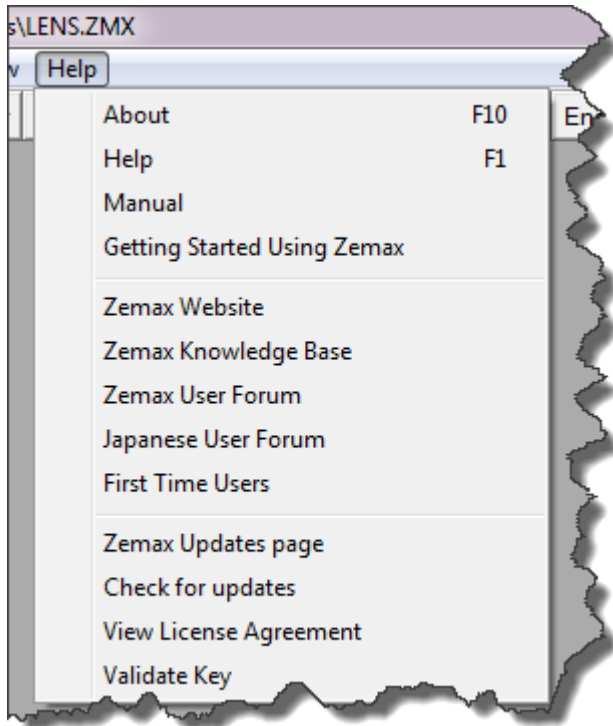 s\LENS.ZMX
w Help
About F10
Help F1
Manual
Getting Started Using Zemax
Zemax Website
Zemax Knowledge Base
Zemax User Forum
Japanese User Forum
First Time Users
Zemax Updates page
Check for updates
View License Agreement
Validate Key